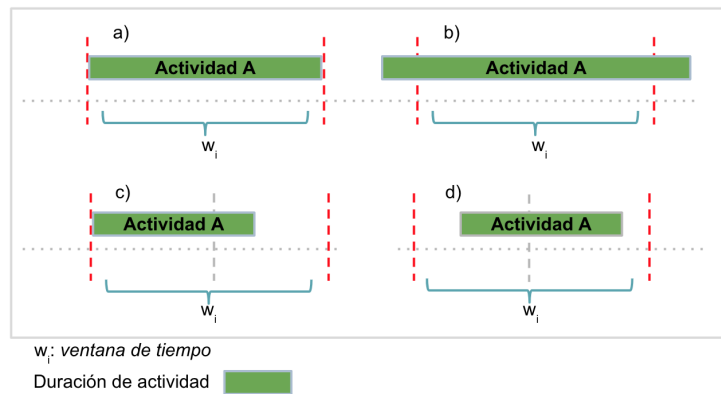 a)
b)
Actividad A
Actividad A
wi
wi
c)
d)
Actividad A
Actividad A
wi
wi
wi: ventana de tiempo
Duración de actividad